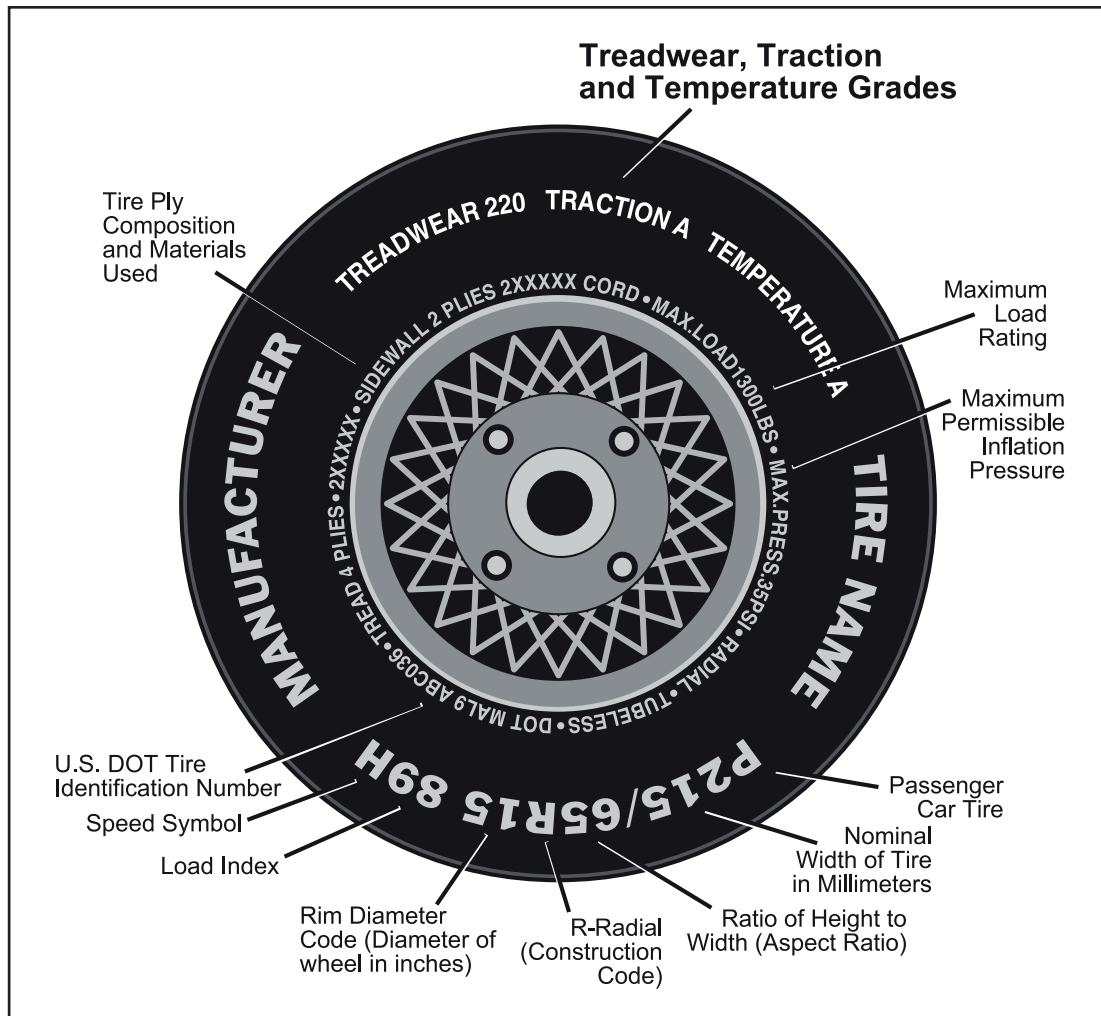 Treadwear, Traction
and Temperature Grades
Tire Ply
Composition
and Materials
Used
TREADWEAR 220 TRACTION A TEMPERATURE A
SIDEWALL 2 PLIES 2XXXXX CORD • MAX.LOAD1300LBS • MAX.PRESS.35PSI • RADIAL • TUBELESS • DOT MAL9 ABC036 • TREAD 4 PLIES • 2XXXXX •
Maximum
Load
Rating
Maximum
Permissible
Inflation
Pressure
MANUFACTURER
TIRE NAME
P215/65R15 89H
U.S. DOT Tire
Identification Number
Speed Symbol
Load Index
Rim Diameter
Code (Diameter of
wheel in inches)
R-Radial
(Construction
Code)
Ratio of Height to
Width (Aspect Ratio)
Nominal
Width of Tire
in Millimeters
Passenger
Car Tire